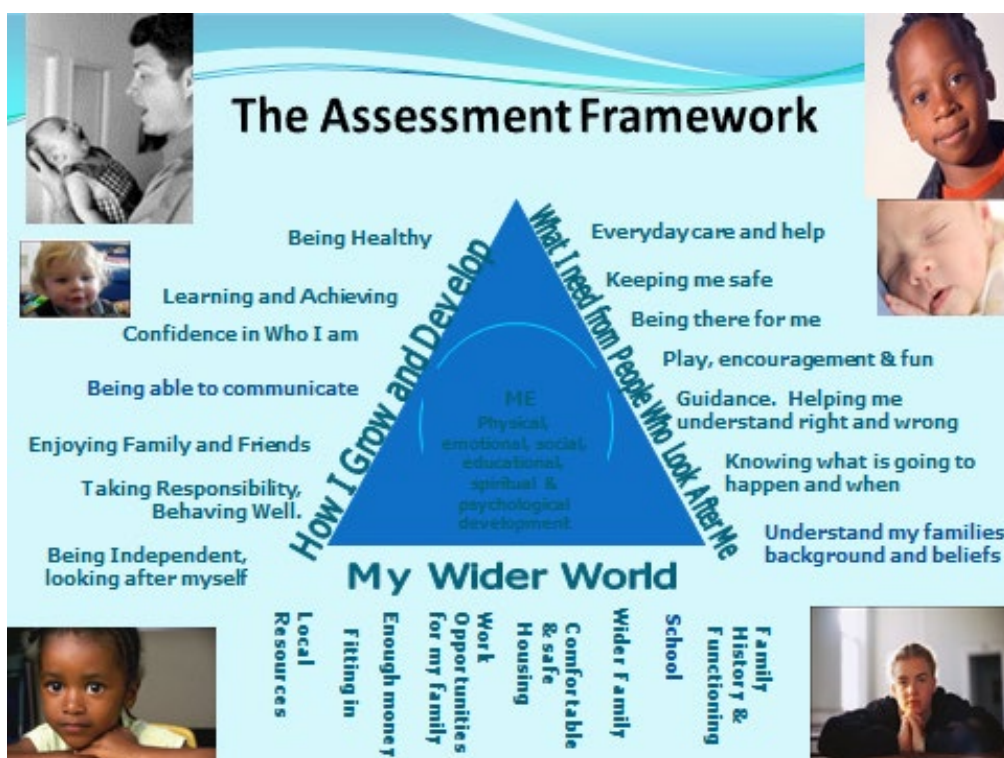 The Assessment Framework
Being Healthy
Learning and Achieving
Confidence in Who I am
Being able to communicate
Enjoying Family and Friends
Taking Responsibility,
Behaving Well.
Being Independent,
looking after myself
How I Grow and Develop
ME
Physical,
emotional, social,
educational,
spiritual &
psychological
development
What I need from People Who Look After Me
Everyday care and help
Keeping me safe
Being there for me
Play, encouragement & fun
Guidance. Helping me
understand right and wrong
Knowing what is going to
happen and when
Understand my families
background and beliefs
My Wider World
Local
Resources
Fitting in
Enough money
Work
Opportunities
for my family
Comfortable
& safe
Housing
Wider Family
School
Family
History &
Functioning